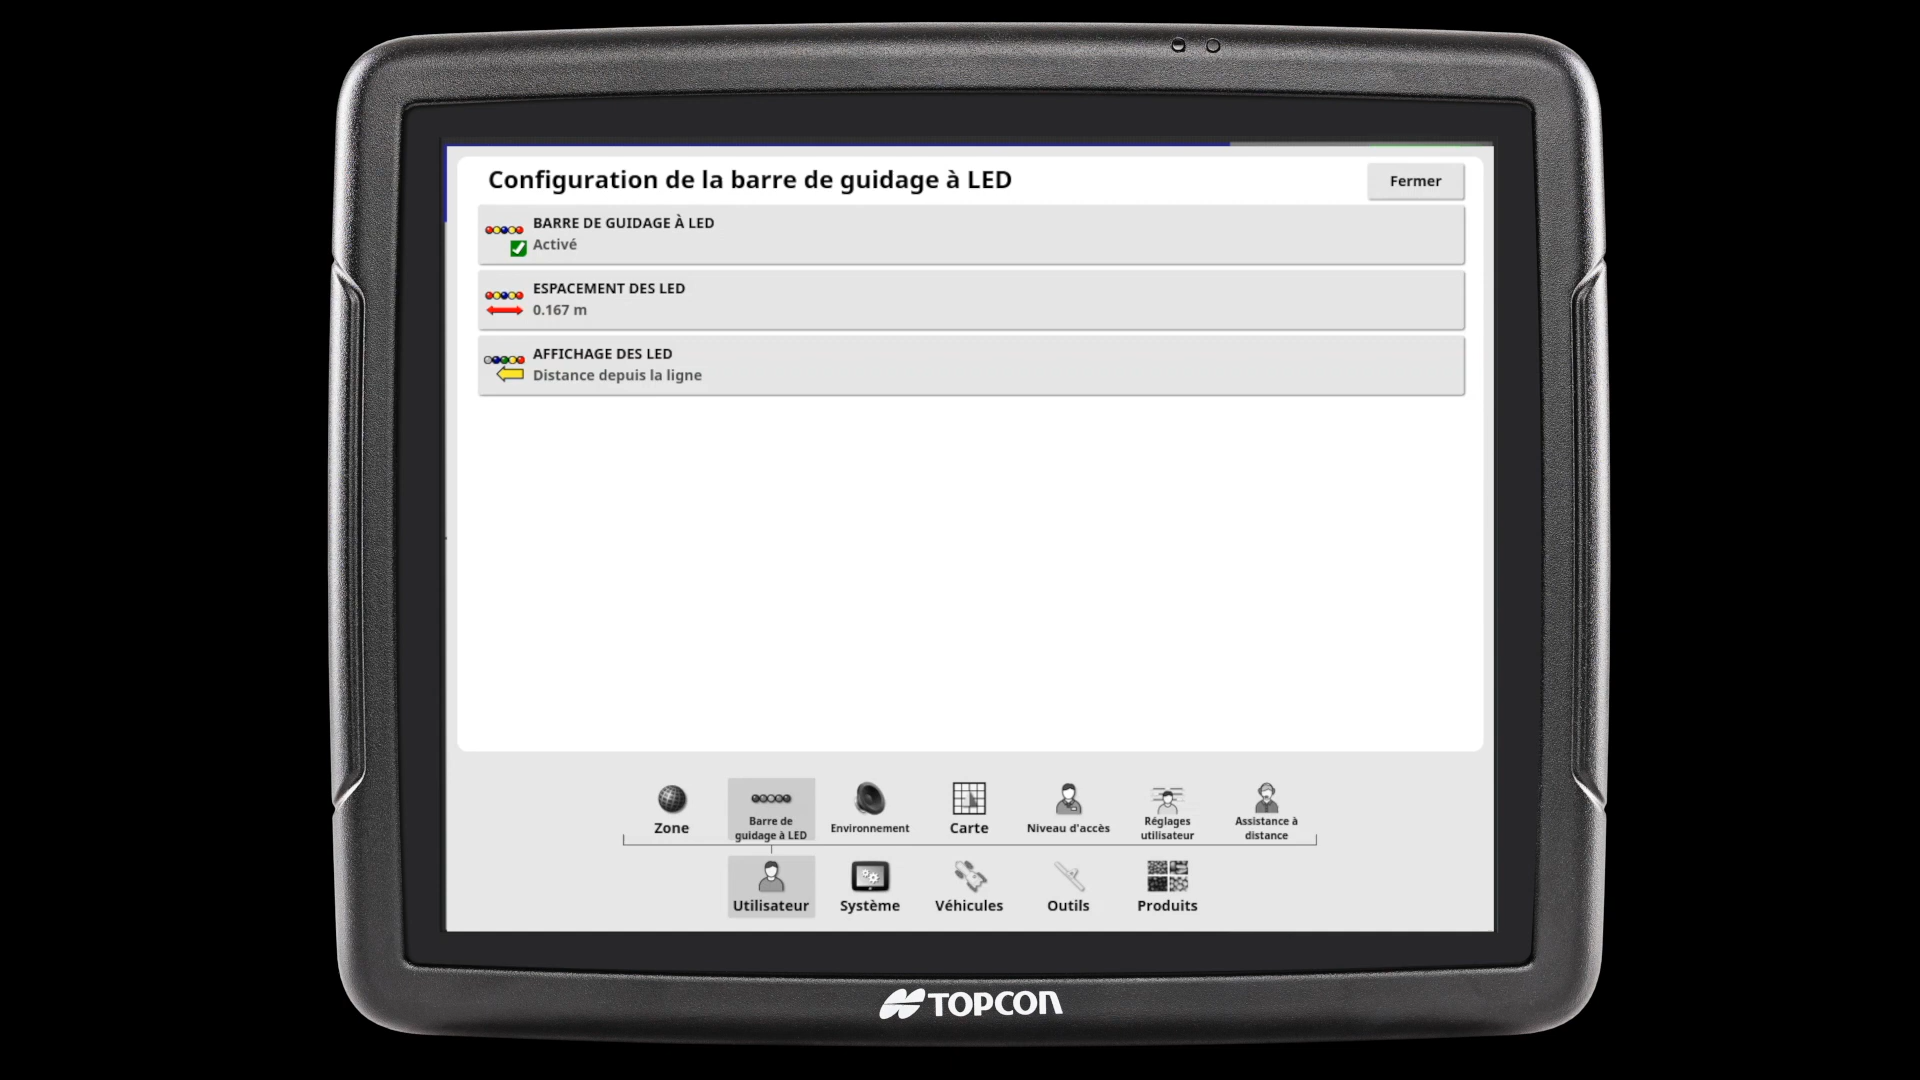 Configuration de la barre de guidage à LED
Fermer
BARRE DE GUIDAGE À LED
Activé
ESPACEMENT DES LED
0.167 m
AFFICHAGE DES LED
Distance depuis la ligne
Zone
Barre de
guidage à LED
Environnement
Carte
Niveau d'accès
Réglages
utilisateur
Assistance à
distance
Utilisateur
Système
Véhicules
Outils
Produits
TOPCON